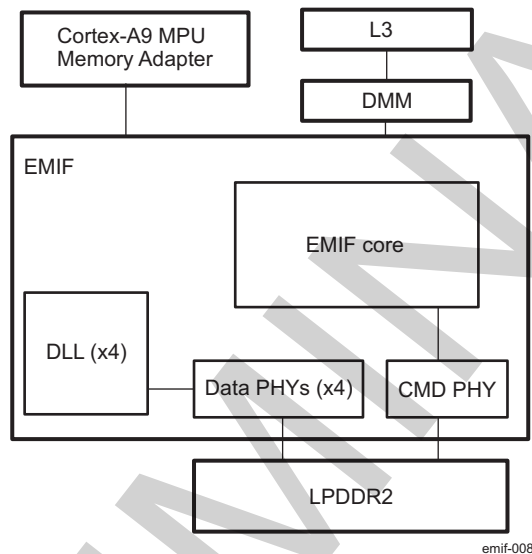 Cortex-A9 MPU
Memory Adapter
L3
DMM
EMIF
EMIF core
DLL (x4)
Data PHYs (x4)
CMD PHY
LPDDR2
emif-008